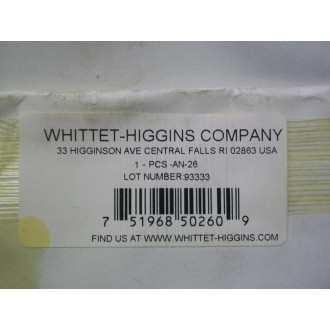 WHITTET-HIGGINS COMPANY
33 HIGGINSON AVE CENTRAL FALLS RI 02863 USA
1 - PCS -AN-26
LOT NUMBER:93333
7 51968 50260 9
FIND US AT WWW.WHITTET-HIGGINS.COM